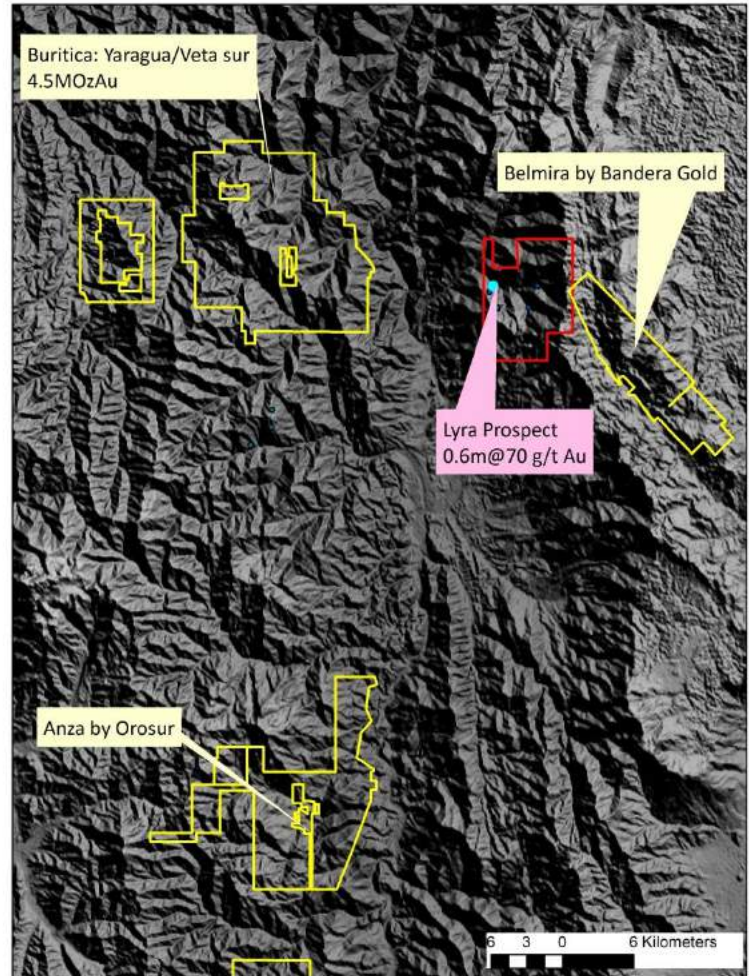 Buritica: Yaragua/Veta sur
4.5MOzAu
Belmira by Bandera Gold
Lyra Prospect
0.6m@70 g/t Au
Anza by Orosur
6 3 0 6 Kilometers